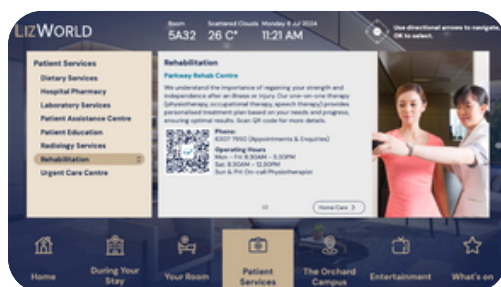 LIZWORLD
Room Scattered Clouds Monday 8 Jul 2024
5A32 26 C° 11:21 AM
Use directional arrows to navigate,
OK to select.
Patient Services
Dietary Services
Hospital Pharmacy
Laboratory Services
Patient Assistance Centre
Patient Education
Radiology Services
Rehabilitation
Urgent Care Centre
Rehabilitation
Parkway Rehab Centre
We understand the importance of regaining your strength and
independence after an illness or injury. Our one-on-one therapy
(physiotherapy, occupational therapy, speech therapy) provides
personalised treatment plan based on your needs and progress,
ensuring optimal results. Scan QR code for more details.
Phone:
6307 7950 (Appointments & Enquiries)
Operating Hours
Mon - Fri: 8.30AM - 5.30PM
Sat: 8.30AM - 12.30PM
Sun & PH: On-call Physiotherapist
Home Care >
Home
During Your
Stay
Your Room
Patient
Services
The Orchard
Campus
Entertainment
What's on